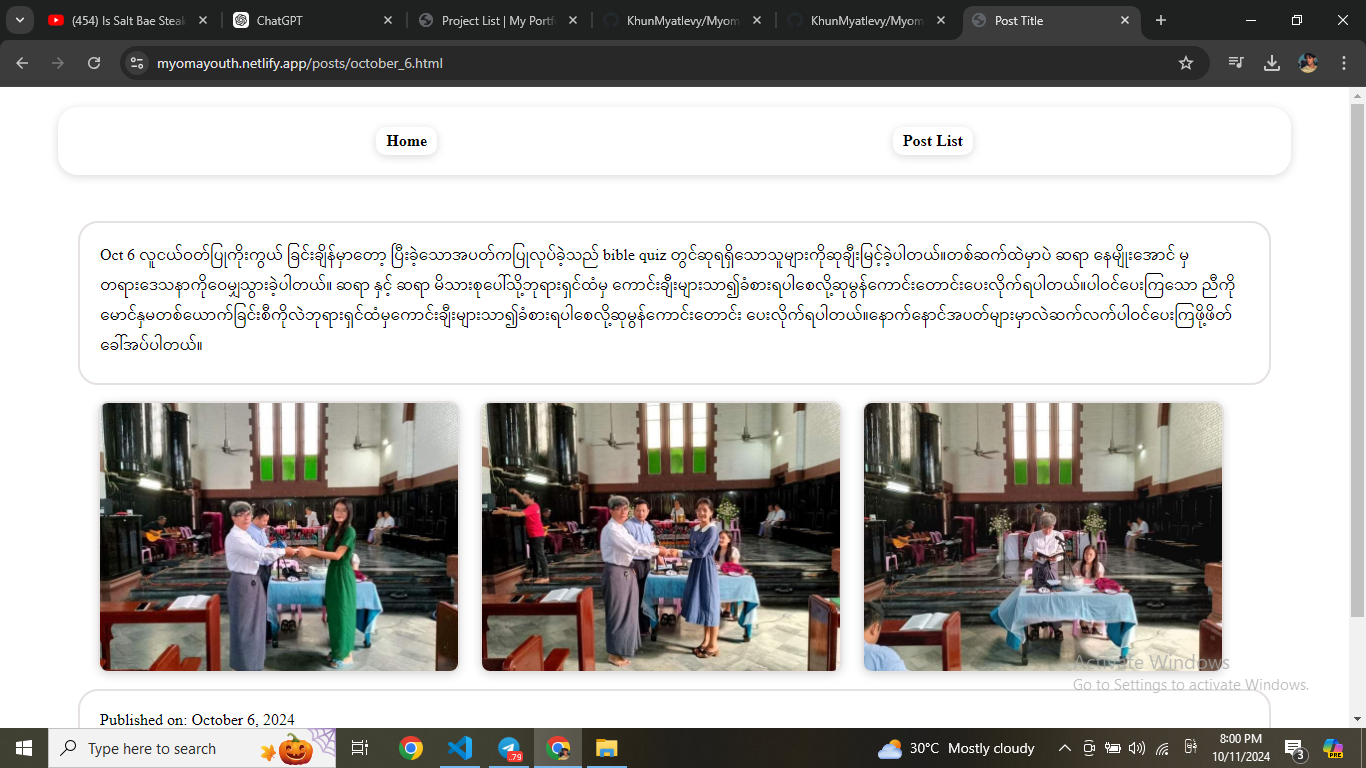 (454) Is Salt Bae Steak
ChatGPT
Project List | My Portf
KhunMyatlevy/Myom
KhunMyatlevy/Myom
Post Title
myomayouth.netlify.app/posts/october_6.html
Home
Post List
Oct 6 လူငယ်ဝတ်ပြုကိုးကွယ် ခြင်းချိန်မှာတော့ ပြီးခဲ့သောအပတ်ကပြုလုပ်ခဲ့သည် bible quiz တွင်ဆုရရှိသောသူများကိုဆုချီးမြင့်ခဲ့ပါတယ်။တစ်ဆက်ထဲမှာပဲ ဆရာ နေမျိုးအောင် မှ
တရားဒေသနာကိုဝေမျှသွားခဲ့ပါတယ်။ ဆရာ နှင့် ဆရာ မိသားစုပေါ်သို့ဘုရားရှင်ထံမှ ကောင်းချီးများသာ၍ခံစားရပါစေလို့ဆုမွန်ကောင်းတောင်းပေးလိုက်ရပါတယ်။ပါဝင်ပေးကြသော ညီကို
မောင်နှမတစ်ယောက်ခြင်းစီကိုလဲဘုရားရှင်ထံမှကောင်းချီးများသာ၍ခံစားရပါစေလို့ဆုမွန်ကောင်းတောင်း ပေးလိုက်ရပါတယ်။နောက်နောင်အပတ်များမှာလဲဆက်လက်ပါဝင်ပေးကြဖို့ဖိတ်
ခေါ်အပ်ပါတယ်။
Activate Windows
Go to Settings to activate Windows.
Published on: October 6, 2024
Type here to search
79
30°C Mostly cloudy
8:00 PM
10/11/2024
3
PRE